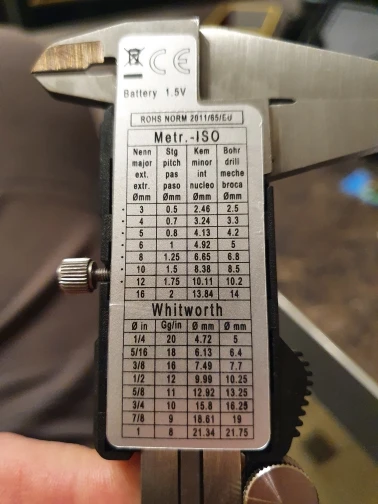 CE
Battery 1.5V
ROHS NORM 2011/65/EU
Metr.-ISO
Nenn Stg Kern Bohr
major pitch minor drill
ext. pas int meche
extr. paso nucleo broca
Ømm Ømm Ømm Ømm
3 0.5 2.46 2.5
4 0.7 3.24 3.3
5 0.8 4.13 4.2
6 1 4.92 5
8 1.25 6.65 6.8
10 1.5 8.38 8.5
12 1.75 10.11 10.2
16 2 13.84 14
Whitworth
Ø in Gg/in Ø mm Ø mm
1/4 20 4.72 5
5/16 18 6.13 6.4
3/8 16 7.49 7.7
1/2 12 9.99 10.25
5/8 11 12.92 13.25
3/4 10 15.8 16.25
7/8 9 18.61 19
1 8 21.34 21.75